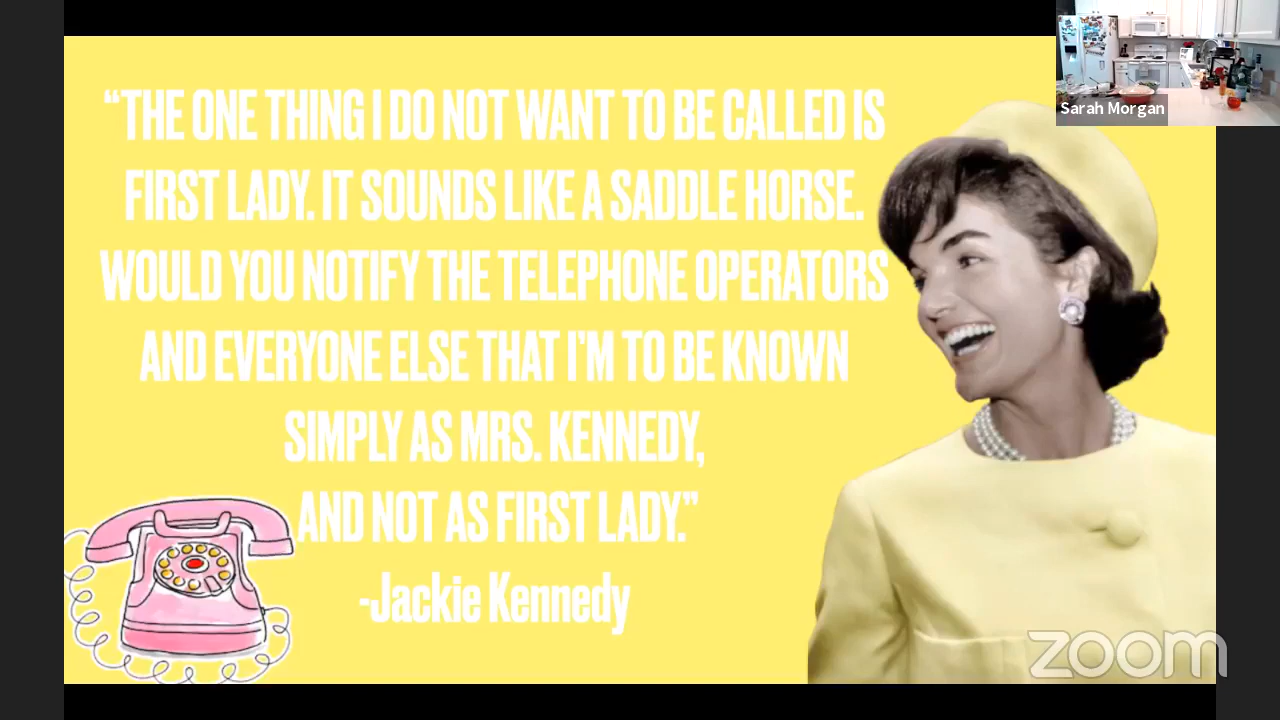 “THE ONE THING I DO NOT WANT TO BE CALLED IS
FIRST LADY. IT SOUNDS LIKE A SADDLE HORSE.
WOULD YOU NOTIFY THE TELEPHONE OPERATORS
AND EVERYONE ELSE THAT I'M TO BE KNOWN
SIMPLY AS MRS. KENNEDY,
AND NOT AS FIRST LADY.”
-Jackie Kennedy
Sarah Morgan
zoom